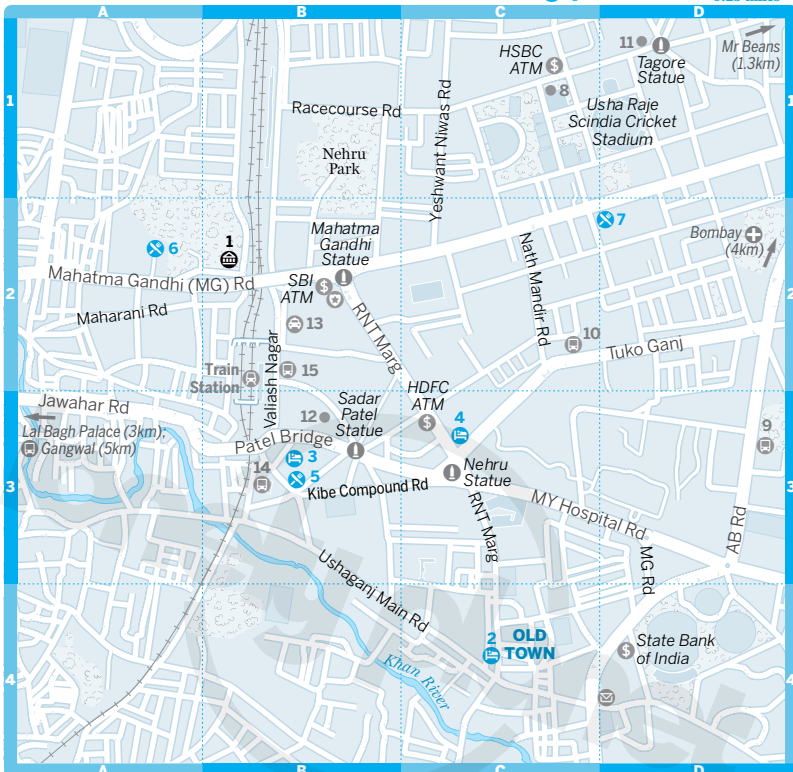 A
B
C
D
1
1
2
2
3
3
4
4
A
B
C
D
HSBC
ATM
8
11
Tagore
Statue
Mr Beans
(1.3km)
Usha Raje
Scindia Cricket
Stadium
Racecourse Rd
Nehru
Park
Yeshwant Niwas Rd
6
1
Mahatma
Gandhi
Statue
7
Bombay
(4km)
Mahatma Gandhi (MG) Rd
SBI
ATM
Nath Mandir Rd
Maharani Rd
13
RNT Marg
10
Tuko Ganj
Train
Station
Valiash Nagar
15
Jawahar Rd
Lal Bagh Palace (3km);
Gangwal (5km)
12
Sadar
Patel
Statue
HDFC
ATM
4
9
Patel Bridge
3
14
5
Kibe Compound Rd
Nehru
Statue
RNT Marg
MY Hospital Rd
AB Rd
MG Rd
Ushaganj Main Rd
2
OLD
TOWN
Khan River
State Bank
of India